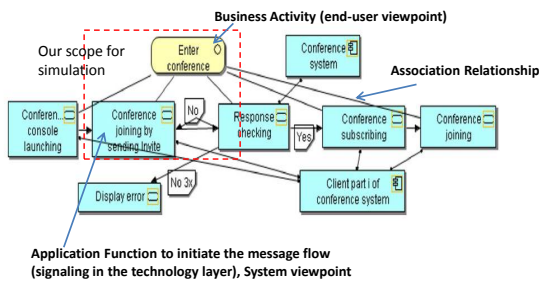 Business Activity (end-user viewpoint)
Our scope for
simulation
Enter
conference
Conference
system
Association Relationship
Conferen...
console
launching
Conference
joining by
sending Invite
No
Response
checking
Yes
Conference
subscribing
Conference
joining
Display error
No 3x
Client part i of
conference system
Application Function to initiate the message flow
(signaling in the technology layer), System viewpoint